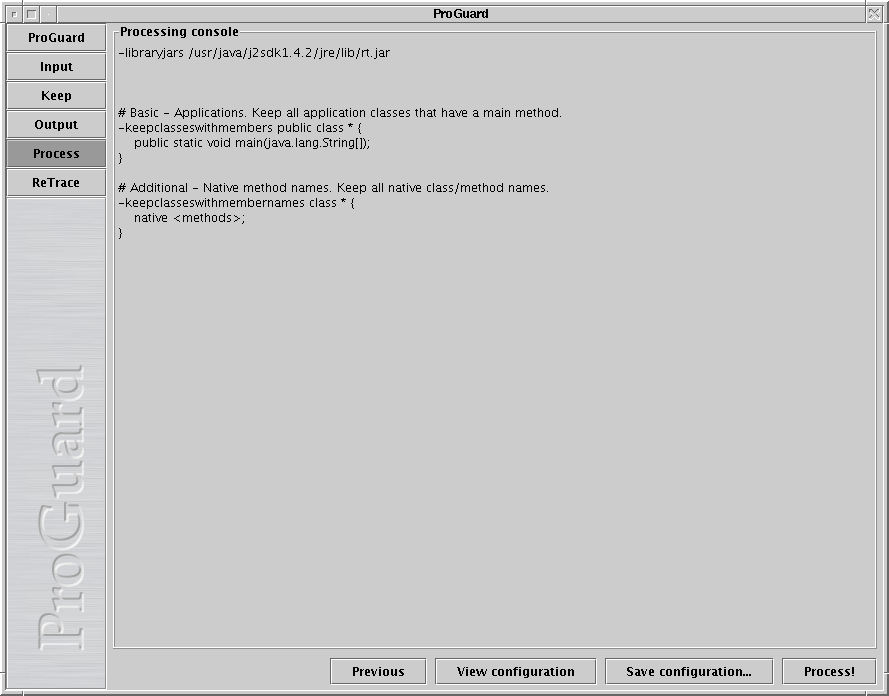 ProGuard
ProGuard
Input
Keep
Output
Process
ReTrace
ProGuard
Processing console
-libraryjars /usr/java/j2sdk1.4.2/jre/lib/rt.jar
# Basic - Applications. Keep all application classes that have a main method.
-keepclasseswithmembers public class * {
public static void main(java.lang.String[]);
}
# Additional - Native method names. Keep all native class/method names.
-keepclasseswithmembernames class * {
native <methods>;
}
Previous
View configuration
Save configuration...
Process!